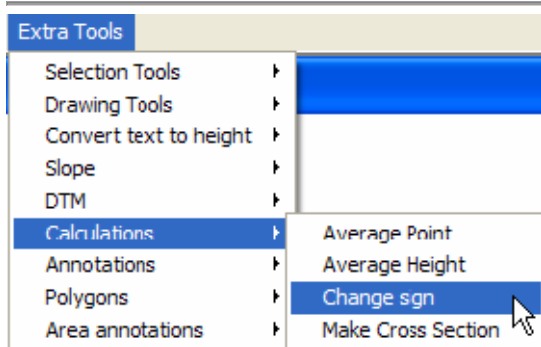 Extra Tools
Selection Tools
Drawing Tools
Convert text to height
Slope
DTM
Calculations
Average Point
Annotations
Average Height
Polygons
Change sign
Area annotations
Make Cross Section